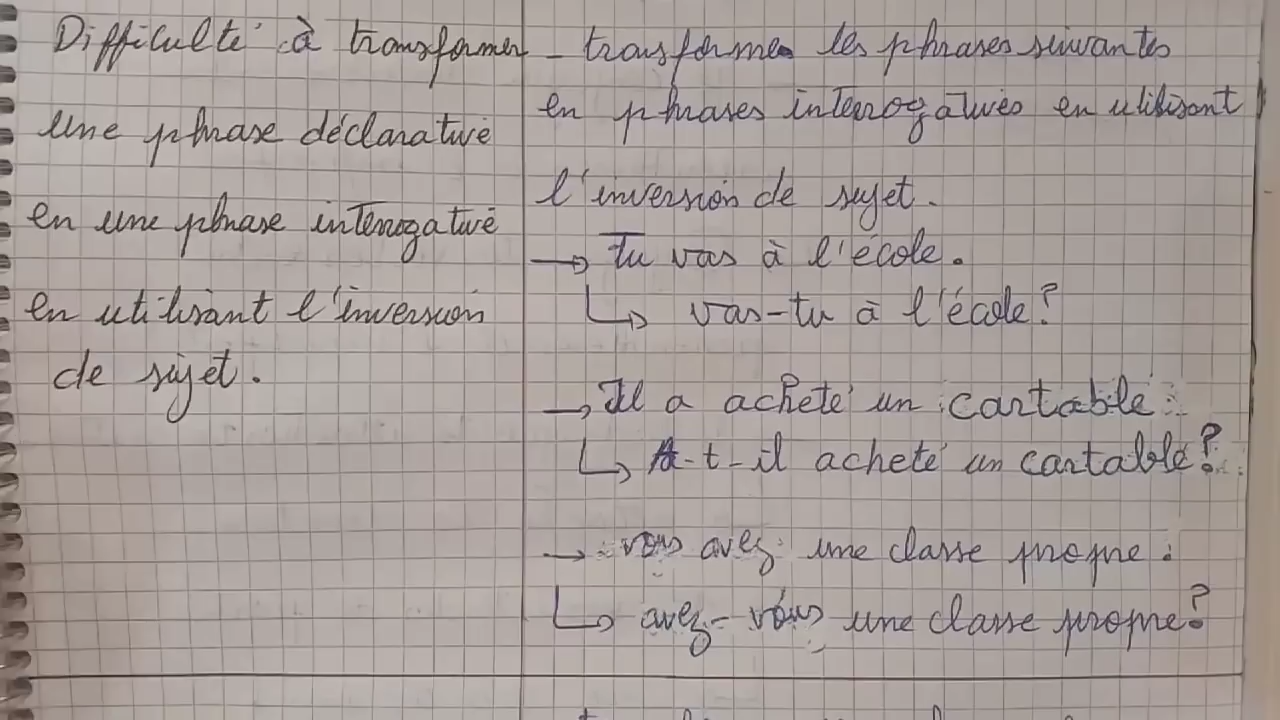 Difficulté à transformer
une phrase déclarative
en une phrase interrogative
en utilisant l'inversion
de sujet.
- transforme les phrases suivantes
en phrases interrogatives en utilisant
l'inversion de sujet.
→ Tu vas à l'école.
↳ vas-tu à l'école?
→ Il a acheté un cartable.
↳ A-t-il acheté un cartable?
→ vous avez une classe propre.
↳ avez-vous une classe propre?